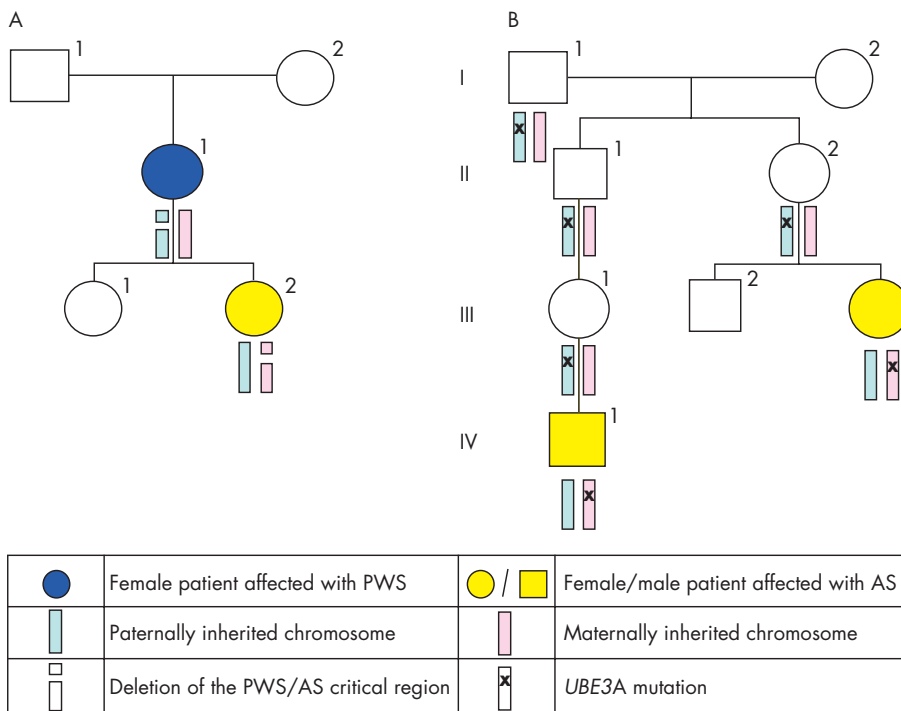 A
B
1
2
1
2
I
1
1
2
II
1
2
1
2
III
1
IV
Female patient affected with PWS
/
Female/male patient affected with AS
Paternally inherited chromosome
Maternally inherited chromosome
Deletion of the PWS/AS critical region
x
UBE3A mutation
x
x
x
x
x
x